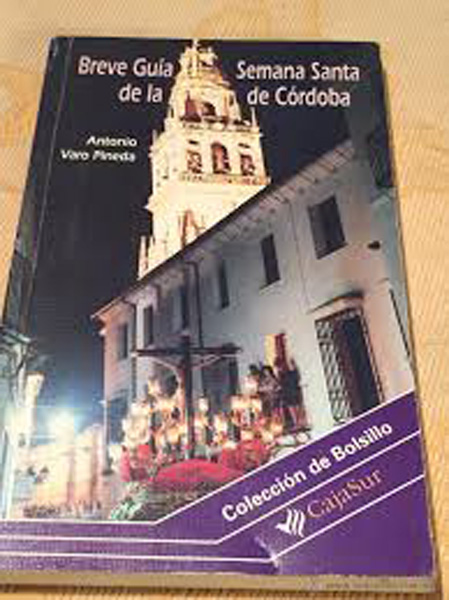 Breve Guía Semana Santa
de la de Córdoba
Antonio
Varo Pineda
Colección de Bolsillo
CajaSur